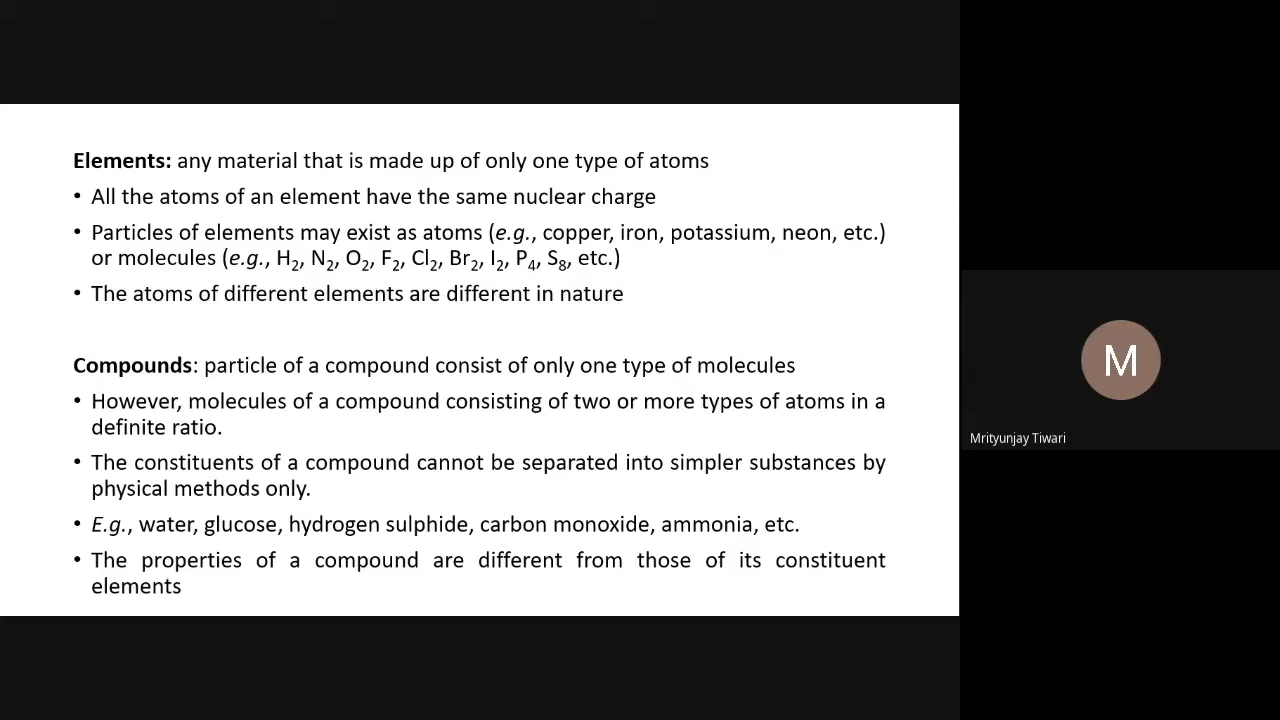 Elements: any material that is made up of only one type of atoms
• All the atoms of an element have the same nuclear charge
• Particles of elements may exist as atoms (e.g., copper, iron, potassium, neon, etc.)
or molecules (e.g., H₂, N₂, O₂, F₂, Cl₂, Br₂, I₂, P₄, S₈, etc.)
• The atoms of different elements are different in nature
Compounds: particle of a compound consist of only one type of molecules
• However, molecules of a compound consisting of two or more types of atoms in a
definite ratio.
• The constituents of a compound cannot be separated into simpler substances by
physical methods only.
• E.g., water, glucose, hydrogen sulphide, carbon monoxide, ammonia, etc.
• The properties of a compound are different from those of its constituent
elements
M
Mrityunjay Tiwari